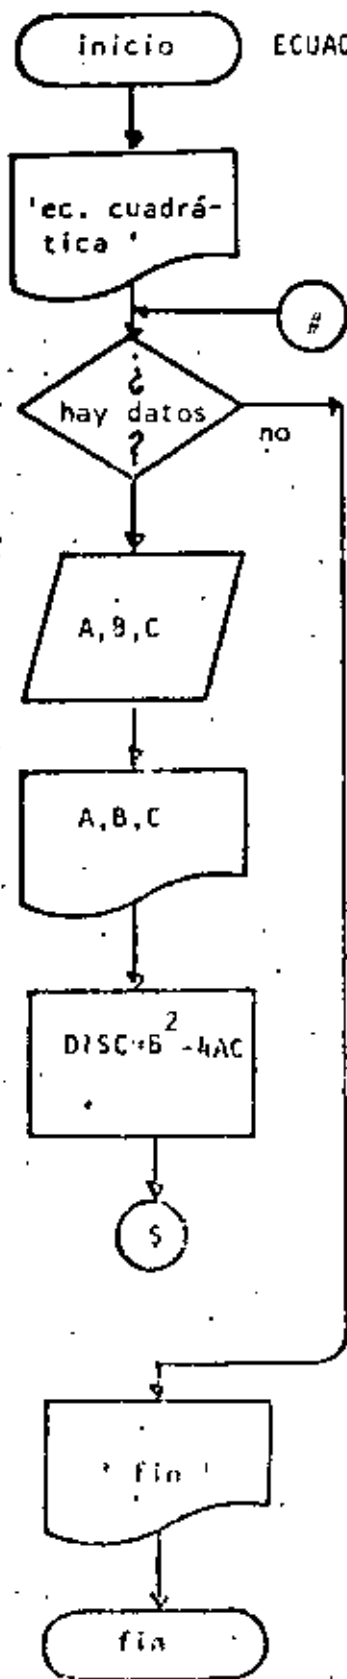 inicio ECUAC
'ec. cuadrá-
tica '
#
¿
hay datos
?
no
A,B,C
A,B,C
DISC=B²-4AC
$
' fin '
fin